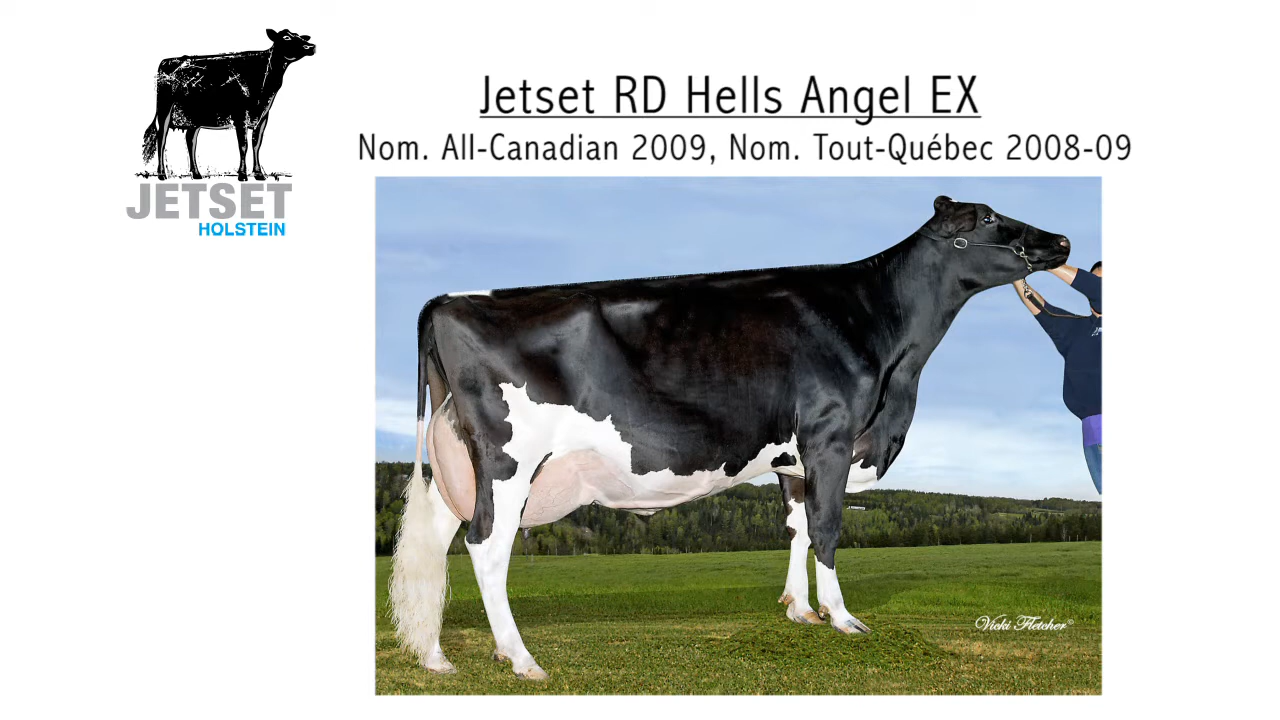 Jetset RD Hells Angel EX
Nom. All-Canadian 2009, Nom. Tout-Québec 2008-09
JETSET
HOLSTEIN
Vicki Fletcher©